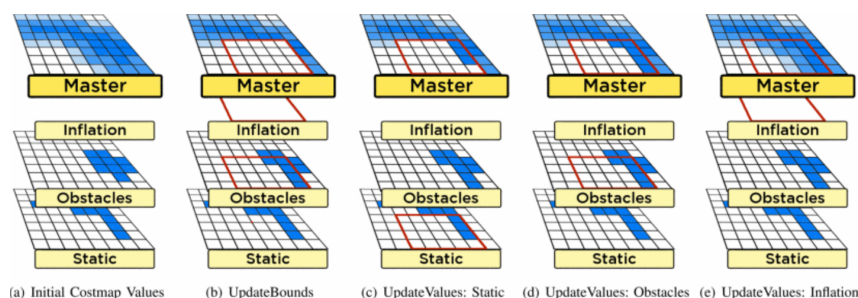 Master Master Master Master Master
Inflation Inflation Inflation Inflation Inflation
Obstacles Obstacles Obstacles Obstacles Obstacles
Static Static Static Static Static
(a) Initial Costmap Values (b) UpdateBounds (c) UpdateValues: Static (d) UpdateValues: Obstacles (e) UpdateValues: Inflation